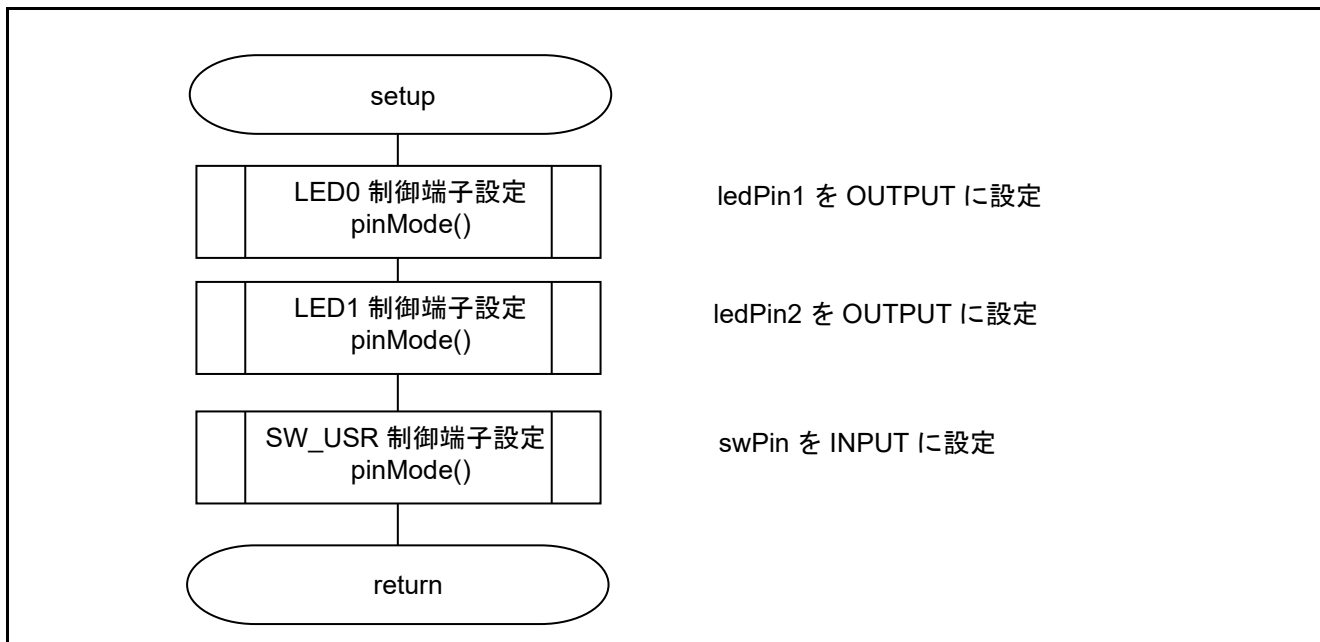 setup
LED0 制御端子設定
pinMode()
ledPin1 を OUTPUT に設定
LED1 制御端子設定
pinMode()
ledPin2 を OUTPUT に設定
SW_USR 制御端子設定
pinMode()
swPin を INPUT に設定
return